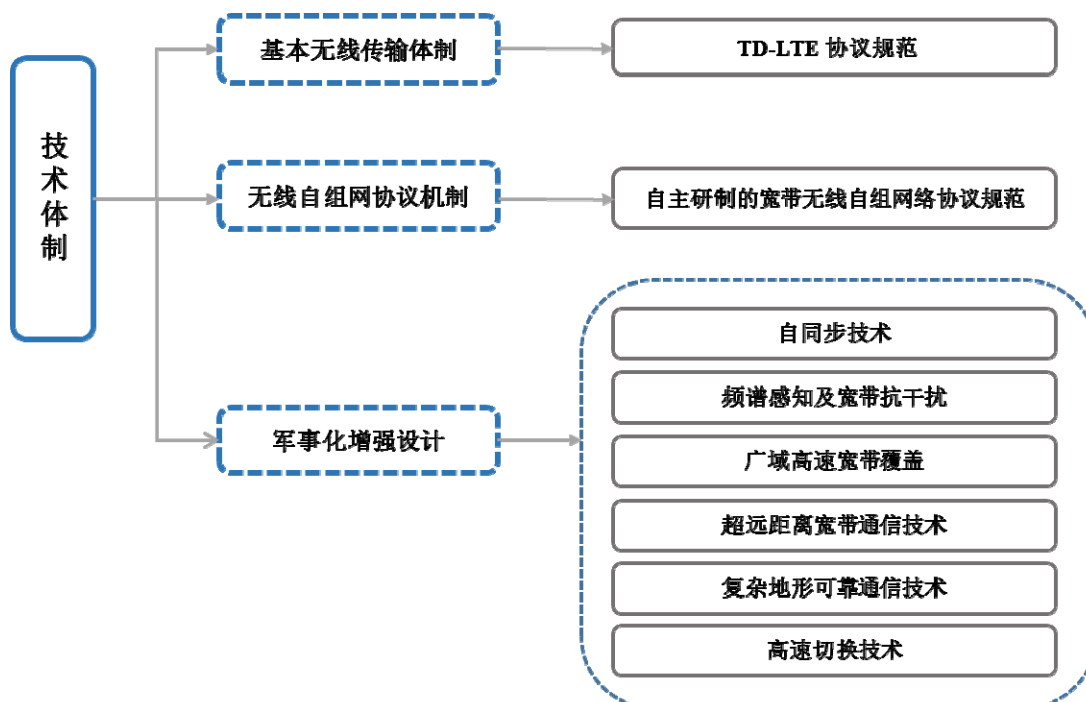 技术体制
基本无线传输体制
TD-LTE 协议规范
无线自组网协议机制
自主研制的宽带无线自组网络协议规范
军事化增强设计
自同步技术
频谱感知及宽带抗干扰
广域高速宽带覆盖
超远距离宽带通信技术
复杂地形可靠通信技术
高速切换技术